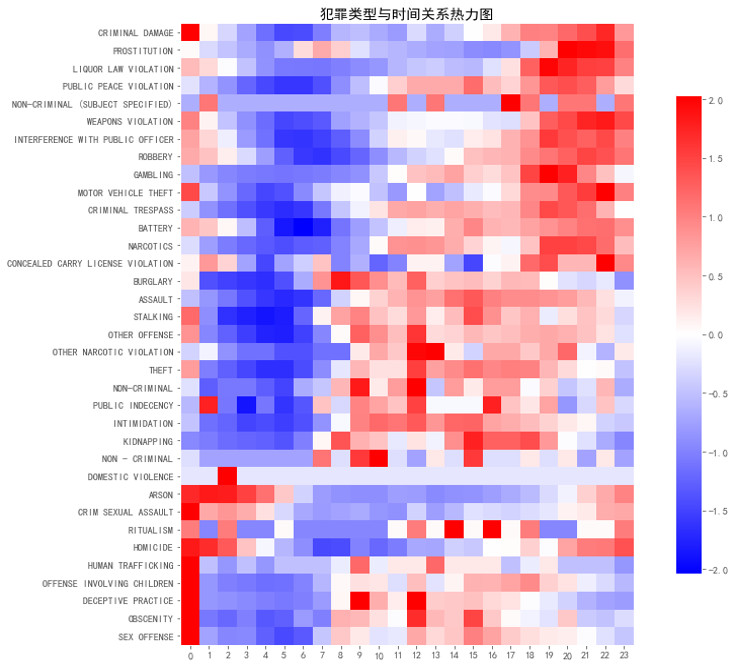 犯罪类型与时间关系热力图
CRIMINAL DAMAGE
PROSTITUTION
LIQUOR LAW VIOLATION
PUBLIC PEACE VIOLATION
NON-CRIMINAL (SUBJECT SPECIFIED)
WEAPONS VIOLATION
INTERFERENCE WITH PUBLIC OFFICER
ROBBERY
GAMBLING
MOTOR VEHICLE THEFT
CRIMINAL TRESPASS
BATTERY
NARCOTICS
CONCEALED CARRY LICENSE VIOLATION
BURGLARY
ASSAULT
STALKING
OTHER OFFENSE
OTHER NARCOTIC VIOLATION
THEFT
NON-CRIMINAL
PUBLIC INDECENCY
INTIMIDATION
KIDNAPPING
NON - CRIMINAL
DOMESTIC VIOLENCE
ARSON
CRIM SEXUAL ASSAULT
RITUALISM
HOMICIDE
HUMAN TRAFFICKING
OFFENSE INVOLVING CHILDREN
DECEPTIVE PRACTICE
OBSCENITY
SEX OFFENSE
0 1 2 3 4 5 6 7 8 9 10 11 12 13 14 15 16 17 18 19 20 21 22 23
2.0
1.5
1.0
0.5
0.0
−0.5
−1.0
−1.5
−2.0